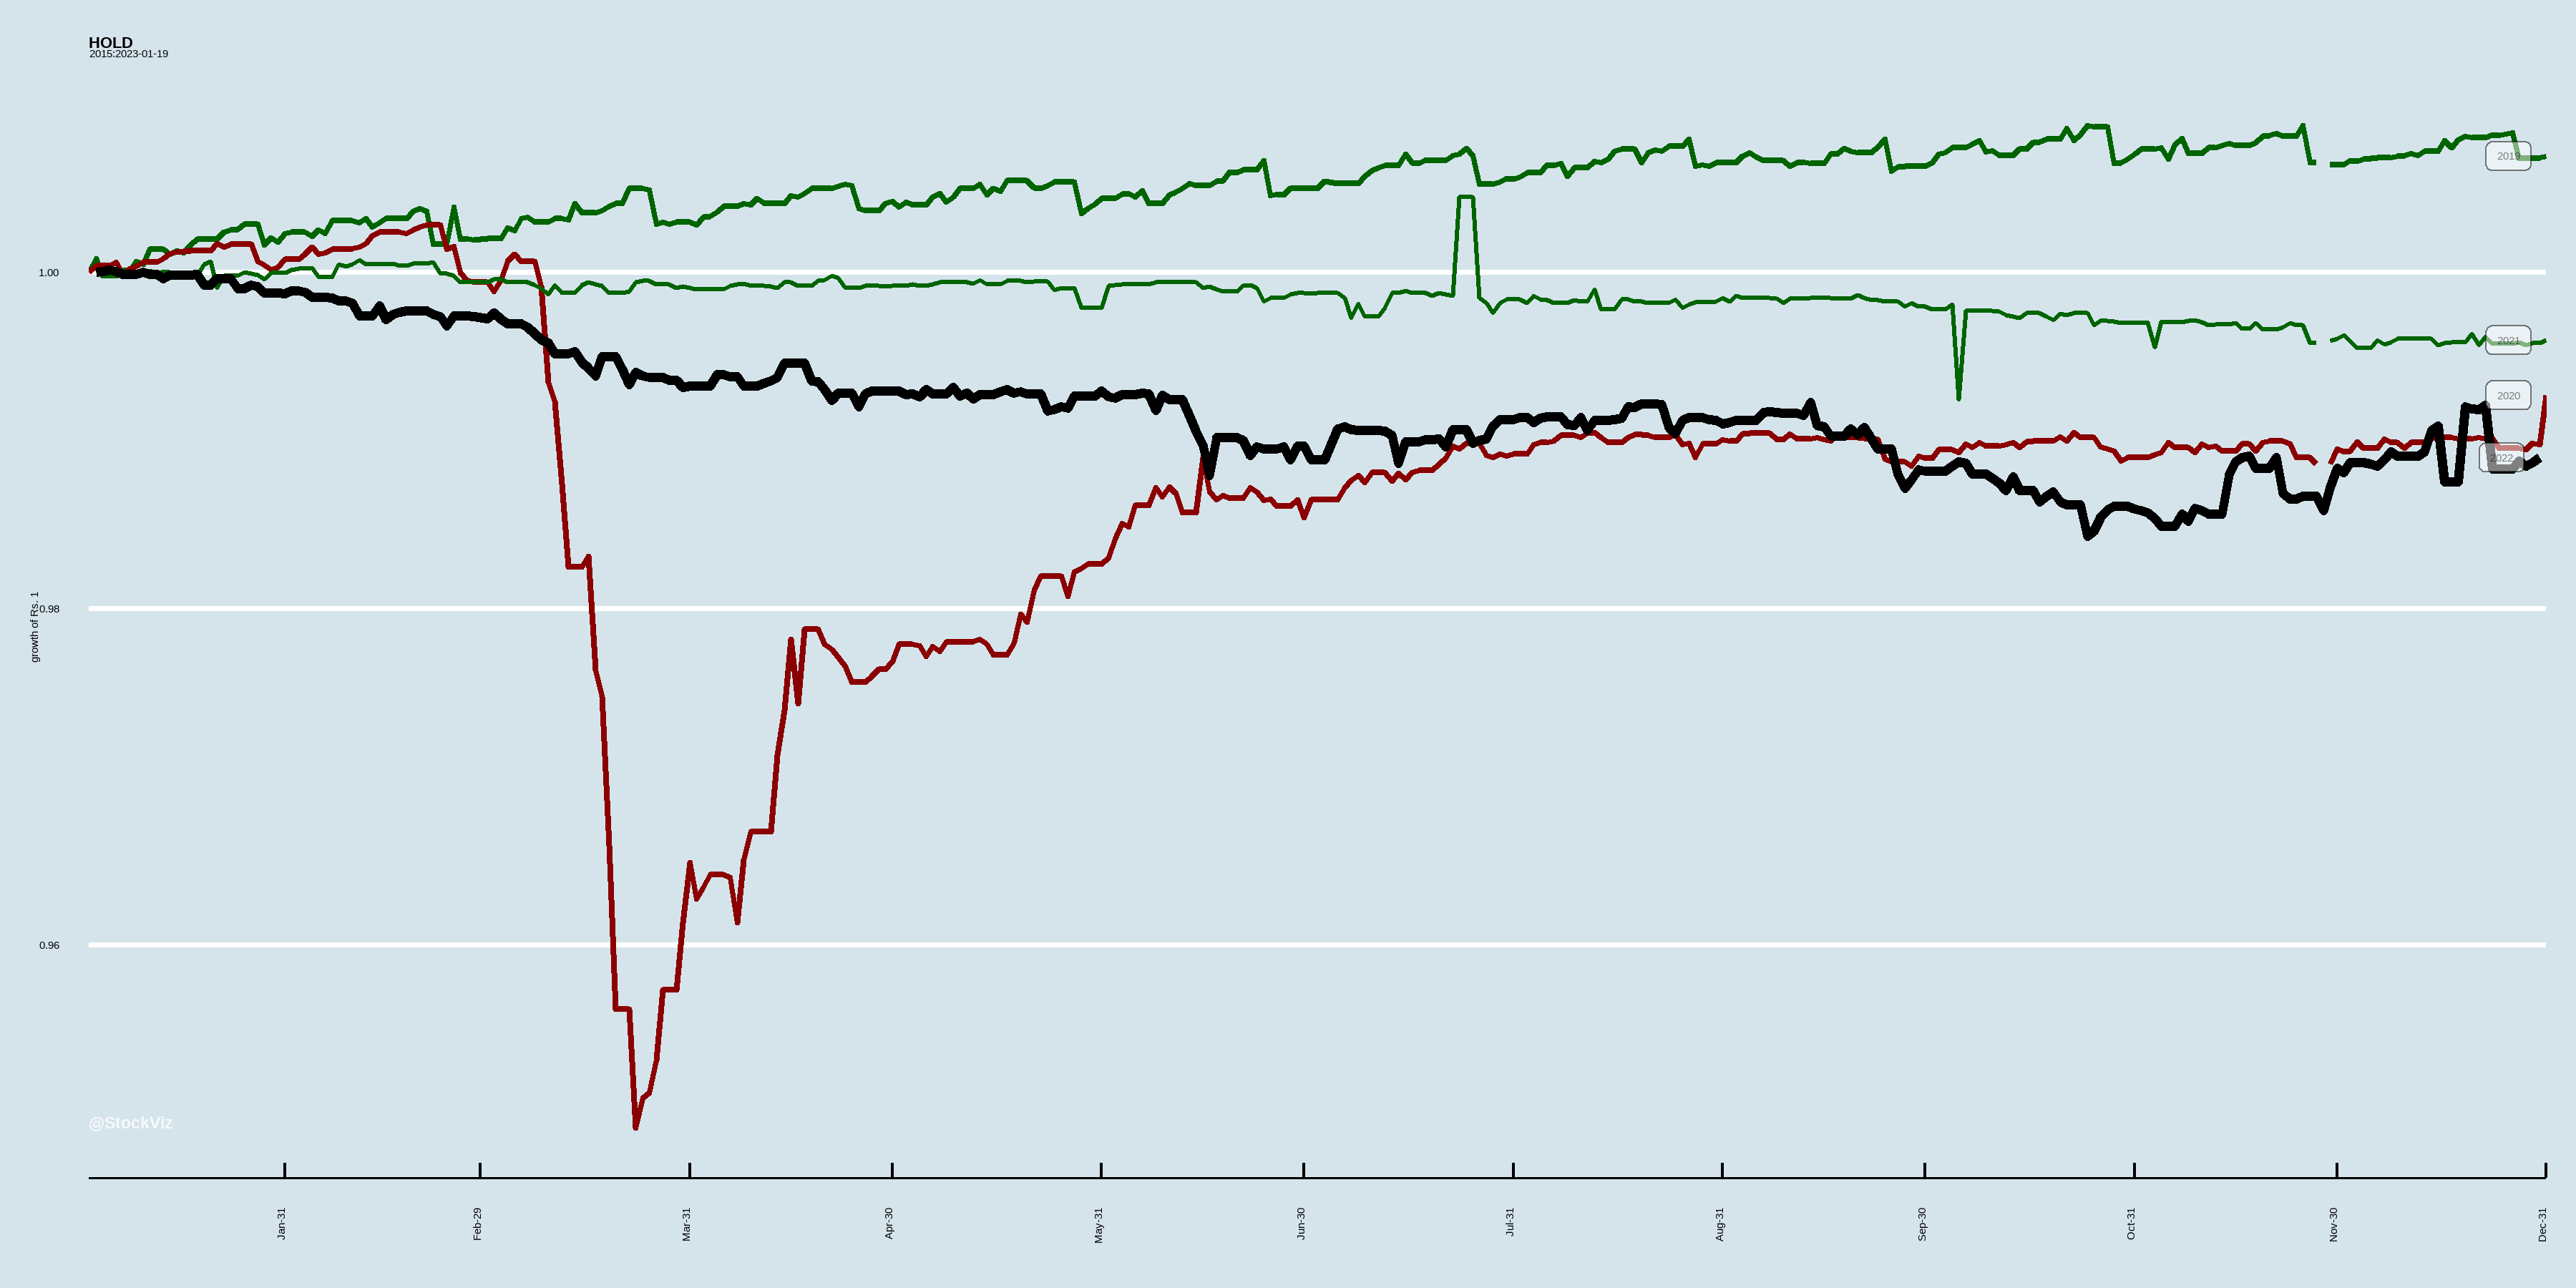 HOLD
2015:2023-01-19
2019
1.00
2021
2020
2022
growth of Rs. 1
0.98
0.96
@StockViz
Jan-31
Feb-29
Mar-31
Apr-30
May-31
Jun-30
Jul-31
Aug-31
Sep-30
Oct-31
Nov-30
Dec-31